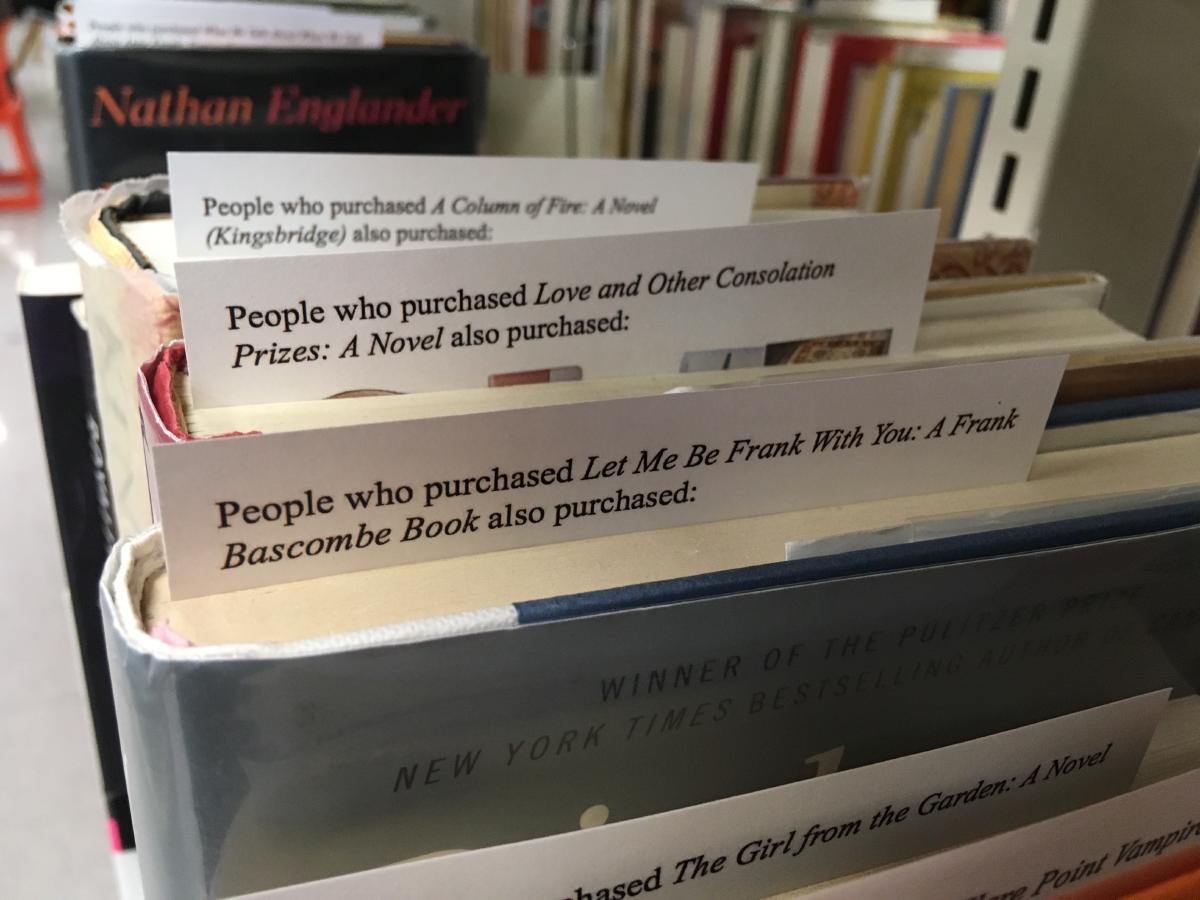 Nathan Englander
People who purchased A Column of Fire: A Novel
(Kingsbridge) also purchased:
People who purchased Love and Other Consolation
Prizes: A Novel also purchased:
People who purchased Let Me Be Frank With You: A Frank
Bascombe Book also purchased:
WINNER OF THE PULITZER PRIZE
NEW YORK TIMES BESTSELLING AUTHOR OF
chased The Girl from the Garden: A Novel
Point Vampire